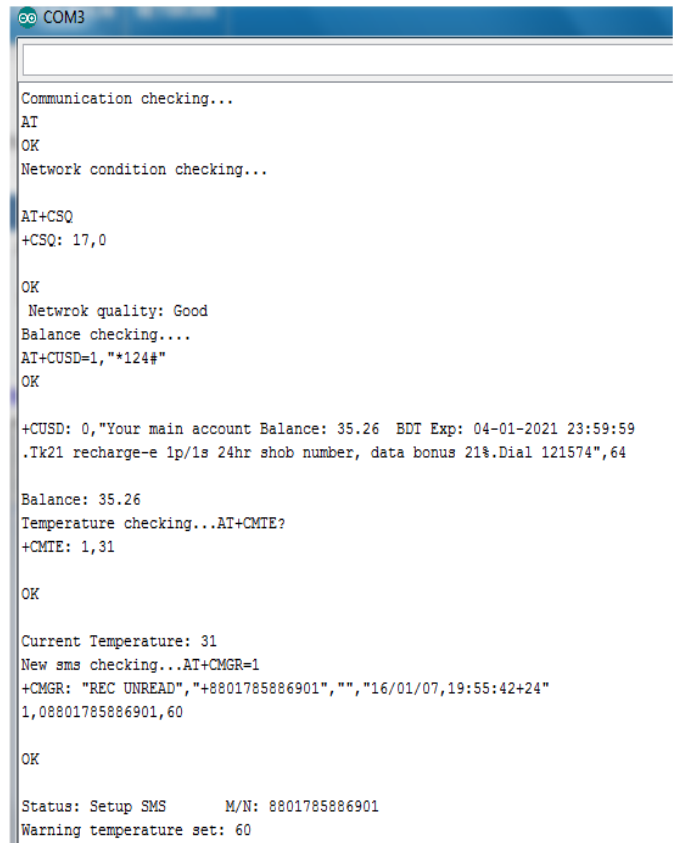 COM3
Communication checking...
AT
OK
Network condition checking...
AT+CSQ
+CSQ: 17,0
OK
Netwrok quality: Good
Balance checking....
AT+CUSD=1,"*124#"
OK
+CUSD: 0,"Your main account Balance: 35.26  BDT Exp: 04-01-2021 23:59:59
.Tk21 recharge-e 1p/1s 24hr shob number, data bonus 21%.Dial 121574",64
Balance: 35.26
Temperature checking...AT+CMTE?
+CMTE: 1,31
OK
Current Temperature: 31
New sms checking...AT+CMGR=1
+CMGR: "REC UNREAD","+8801785886901","","16/01/07,19:55:42+24"
1,08801785886901,60
OK
Status: Setup SMS       M/N: 8801785886901
Warning temperature set: 60